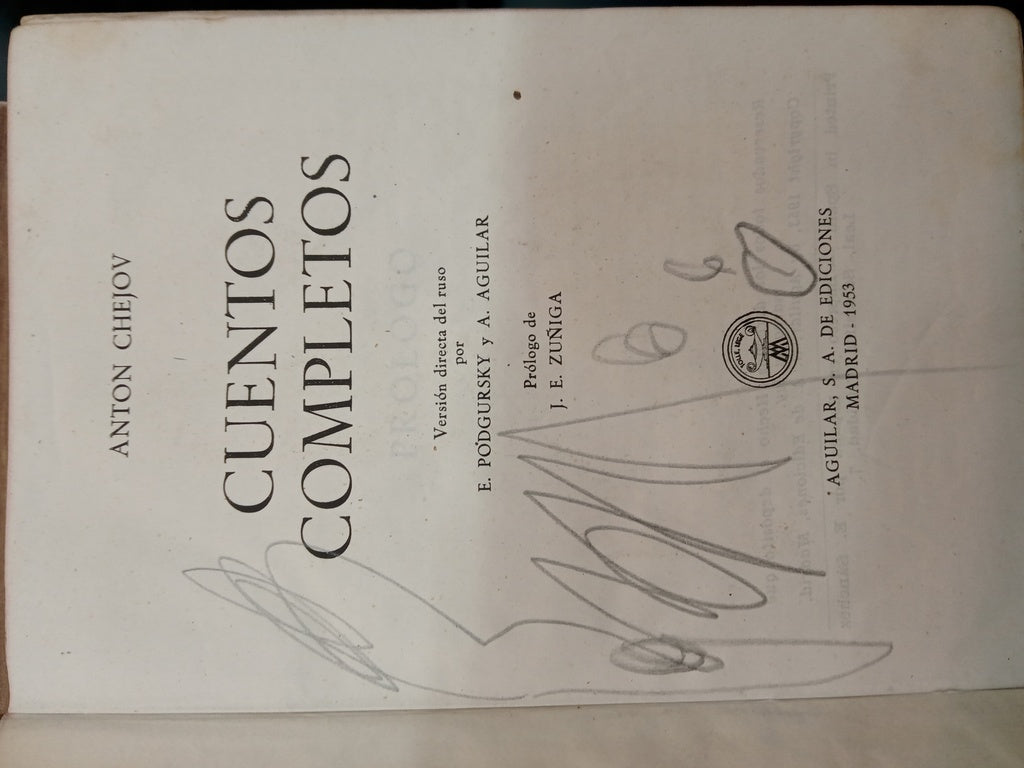 ANTON CHEJOV
CUENTOS
COMPLETOS
Versión directa del ruso
por
E. PODGURSKY y A. AGUILAR
Prólogo de
J. E. ZUÑIGA
AGUILAR, S. A. DE EDICIONES
MADRID - 1953
PROLOGO